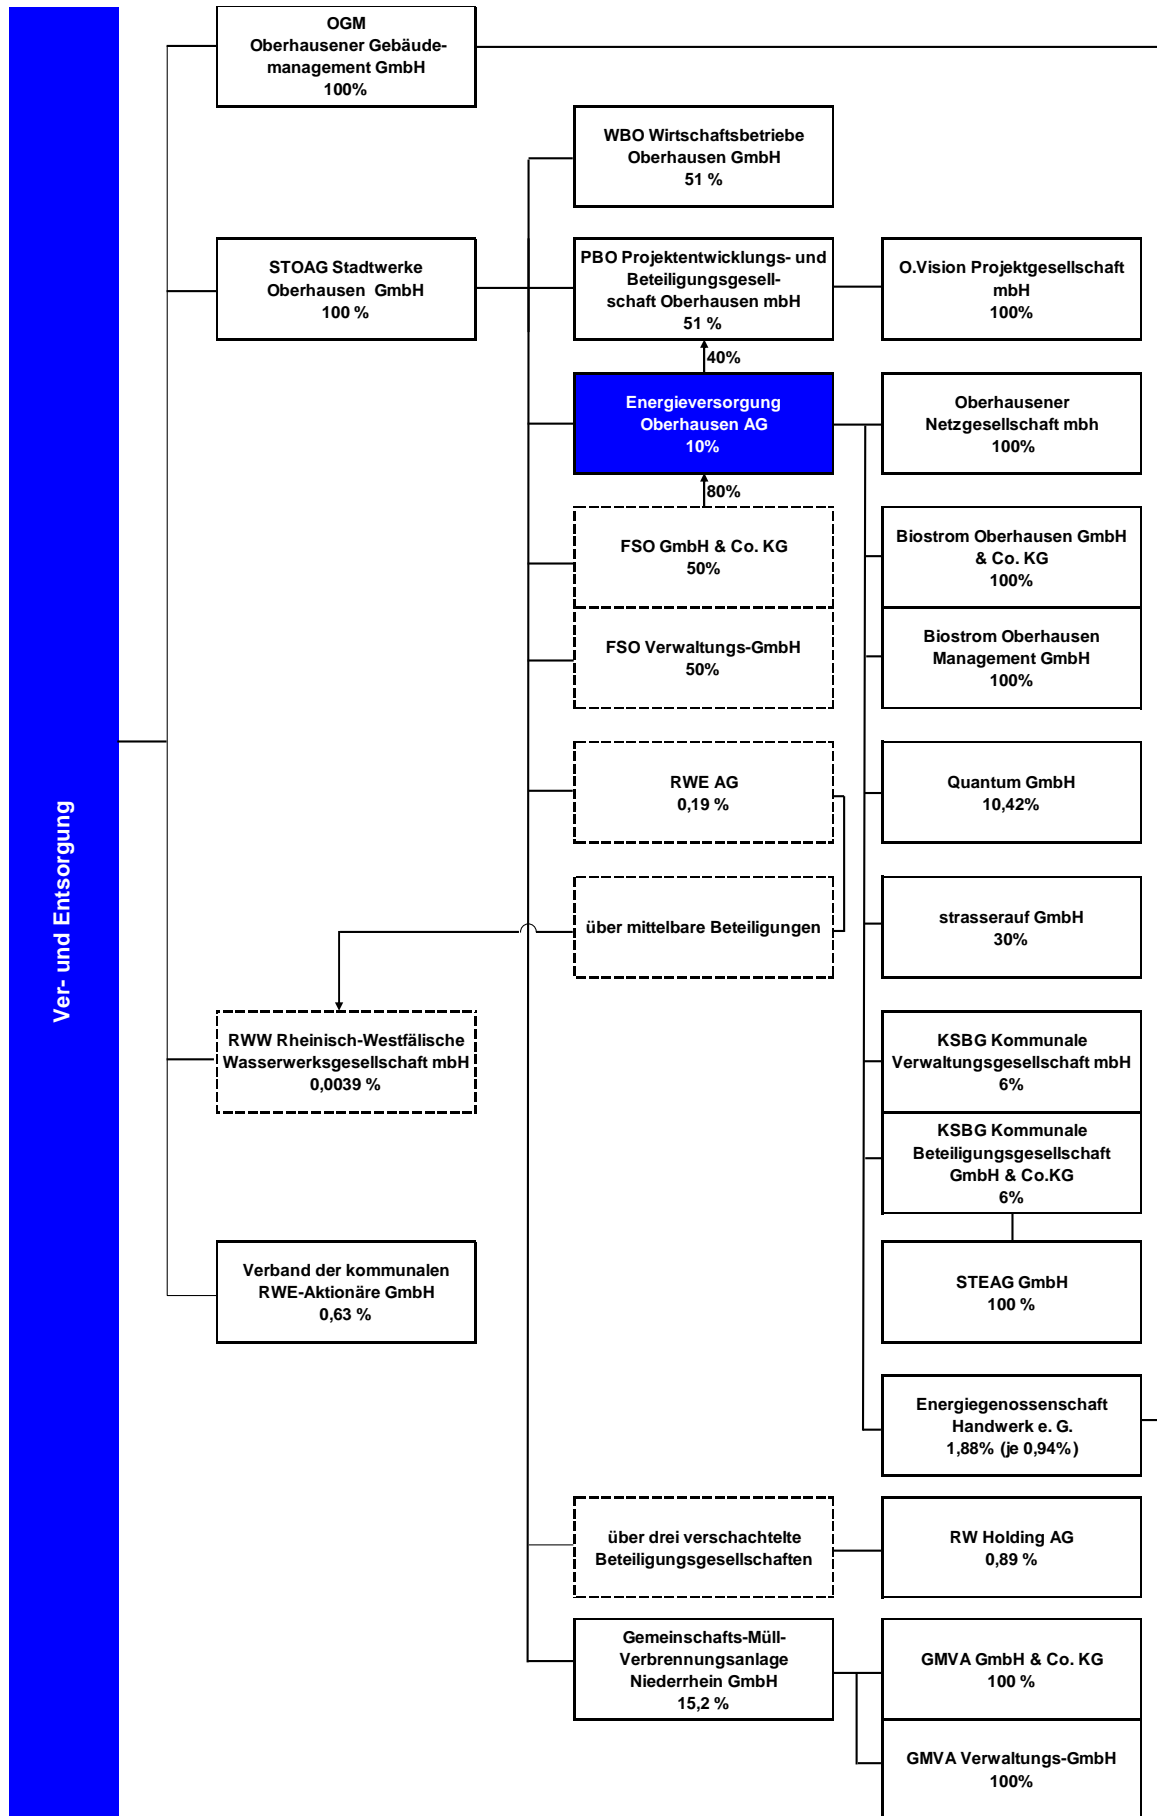 Ver- und Entsorgung
OGM
Oberhausener Gebäude-
management GmbH
100%
WBO Wirtschaftsbetriebe
Oberhausen GmbH
51 %
STOAG Stadtwerke
Oberhausen GmbH
100 %
PBO Projektentwicklungs- und
Beteiligungsgesell-
schaft Oberhausen mbH
51 %
O.Vision Projektgesellschaft
mbH
100%
40%
Energieversorgung
Oberhausen AG
10%
Oberhausener
Netzgesellschaft mbh
100%
80%
FSO GmbH & Co. KG
50%
Biostrom Oberhausen GmbH
& Co. KG
100%
FSO Verwaltungs-GmbH
50%
Biostrom Oberhausen
Management GmbH
100%
RWE AG
0,19 %
Quantum GmbH
10,42%
über mittelbare Beteiligungen
strasserauf GmbH
30%
RWW Rheinisch-Westfälische
Wasserwerksgesellschaft mbH
0,0039 %
KSBG Kommunale
Verwaltungsgesellschaft mbH
6%
KSBG Kommunale
Beteiligungsgesellschaft
GmbH & Co.KG
6%
Verband der kommunalen
RWE-Aktionäre GmbH
0,63 %
STEAG GmbH
100 %
Energiegenossenschaft
Handwerk e. G.
1,88% (je 0,94%)
über drei verschachtelte
Beteiligungsgesellschaften
RW Holding AG
0,89 %
Gemeinschafts-Müll-
Verbrennungsanlage
Niederrhein GmbH
15,2 %
GMVA GmbH & Co. KG
100 %
GMVA Verwaltungs-GmbH
100%